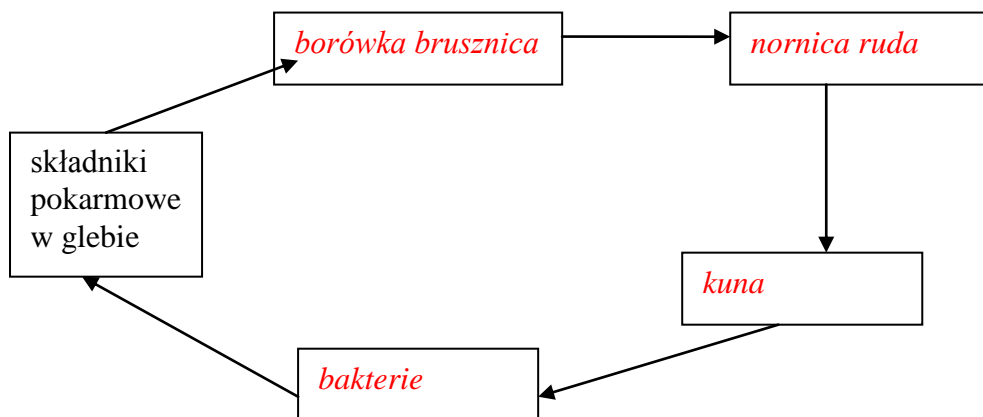 borówka brusznica
nornica ruda
składniki
pokarmowe
w glebie
kuna
bakterie